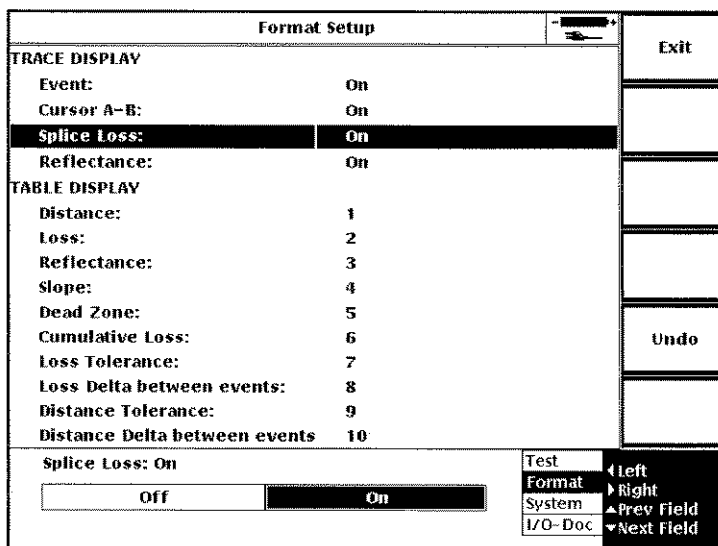 Format Setup
- +
Exit
TRACE DISPLAY
Event: On
Cursor A-B: On
Splice Loss: On
Reflectance: On
TABLE DISPLAY
Distance: 1
Loss: 2
Reflectance: 3
Slope: 4
Dead Zone: 5
Cumulative Loss: 6
Loss Tolerance: 7
Loss Delta between events: 8
Distance Tolerance: 9
Distance Delta between events 10
Undo
Splice Loss: On
Off On
Test
Format
System
I/O-Doc
Left
Right
Prev Field
Next Field